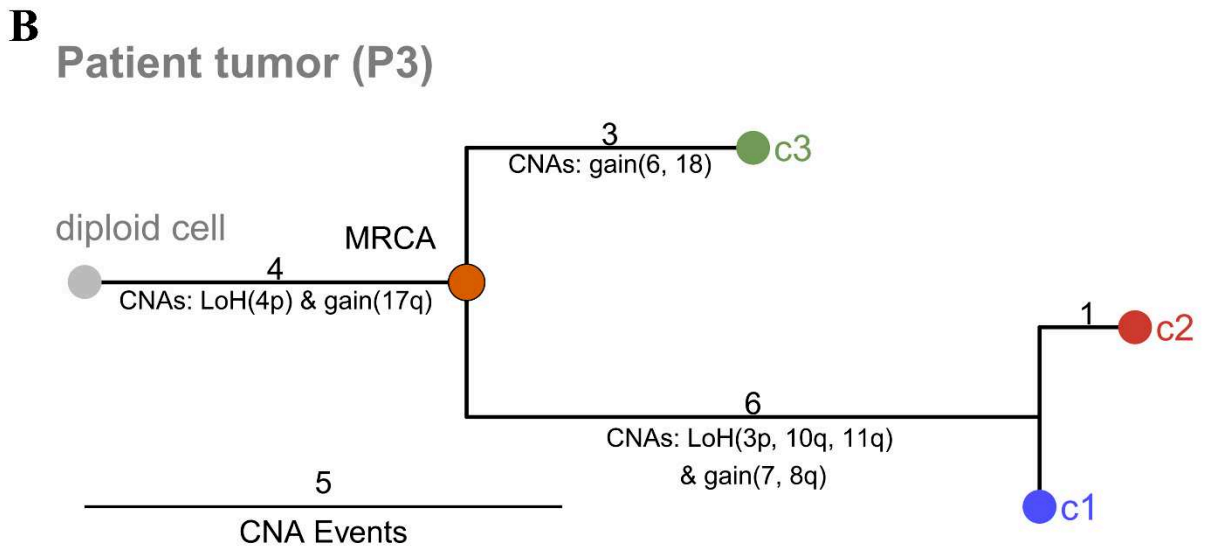 B
Patient tumor (P3)
3
CNAs: gain(6, 18)
c3
diploid cell
MRCA
4
CNAs: LoH(4p) & gain(17q)
1
c2
6
CNAs: LoH(3p, 10q, 11q)
& gain(7, 8q)
5
CNA Events
c1